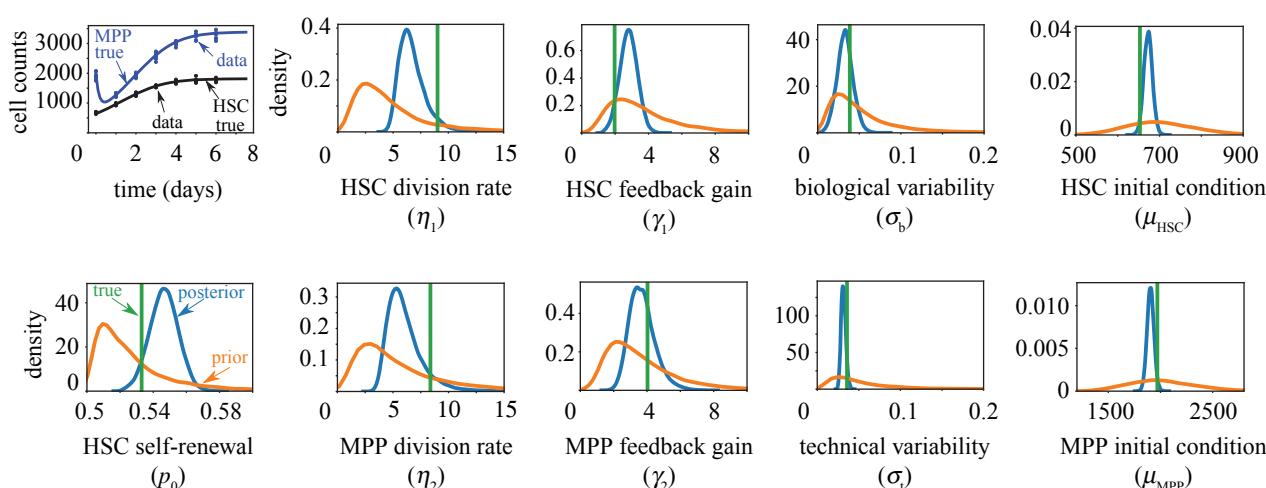 cell counts
3000
2000
1000
0
2
4
6
8
MPP
true
data
data
HSC
true
time (days)
density
0.4
0.2
0
5
10
15
HSC division rate
(η1)
0.75
0.50
0.25
0
4
8
HSC feedback gain
(γ1)
40
20
0
0.1
0.2
biological variability
(σb)
0.04
0.02
0
500
700
900
HSC initial condition
(μHSC)
density
40
20
0
0.5
0.54
0.58
true
posterior
prior
HSC self-renewal
(p0)
0.3
0.2
0.1
0
5
10
15
MPP division rate
(η2)
0.4
0.2
0
4
8
MPP feedback gain
(γ2)
100
50
0
0.1
0.2
technical variability
(σt)
0.010
0.005
0.000
1500
2500
MPP initial condition
(μMPP)